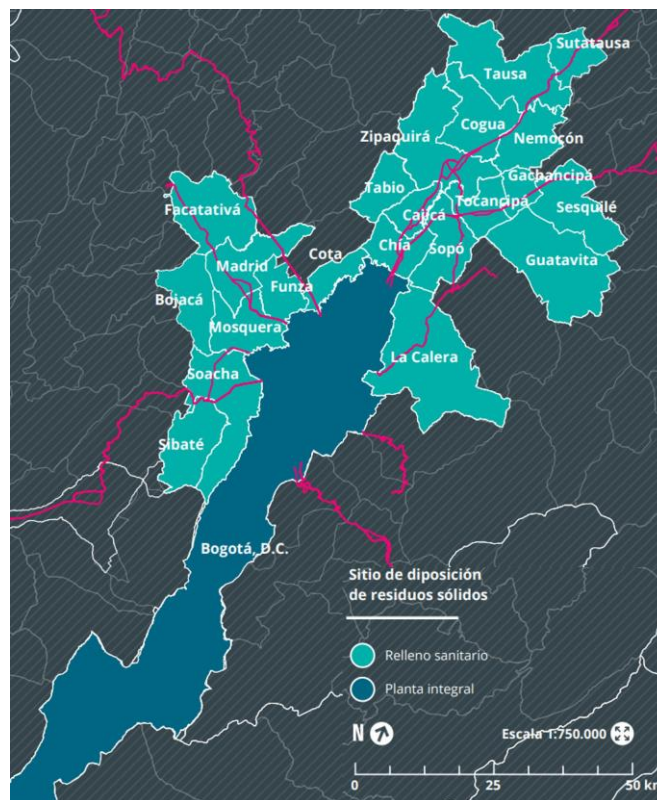 Sutatausa
Tausa
Cogua
Zipaquirá
Nemocón
Gachancipá
Tabio
Tocancipá
Cajicá
Sesquilé
Facatativá
Chía
Sopó
Cota
Guatavita
Madrid
Funza
Bojacá
Mosquera
La Calera
Soacha
Sibaté
Bogotá, D.C.
Sitio de diposición
de residuos sólidos
Relleno sanitario
Planta integral
N
Escala 1:750.000
0 25 50 km